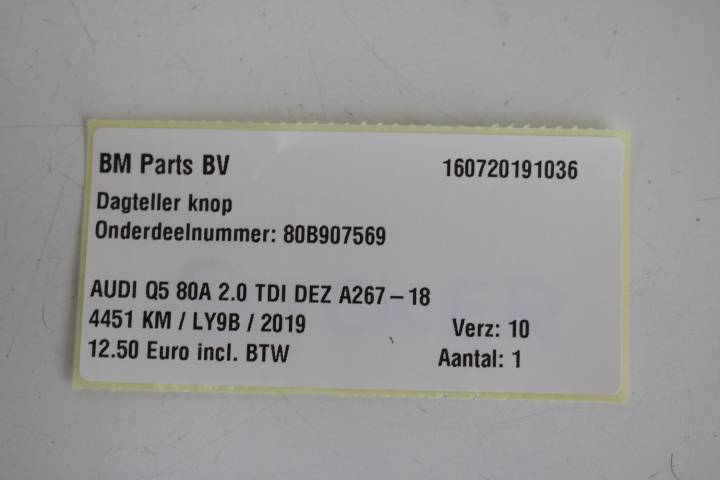 BM Parts BV 160720191036
Dagteller knop
Onderdeelnummer: 80B907569
AUDI Q5 80A 2.0 TDI DEZ A267 – 18
4451 KM / LY9B / 2019 Verz: 10
12.50 Euro incl. BTW Aantal: 1